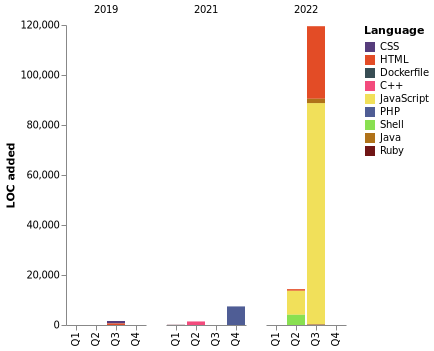 2019 2021 2022
LOC added
120,000
100,000
80,000
60,000
40,000
20,000
0
Q1 Q2 Q3 Q4 Q1 Q2 Q3 Q4 Q1 Q2 Q3 Q4
Language
CSS
HTML
Dockerfile
C++
JavaScript
PHP
Shell
Java
Ruby